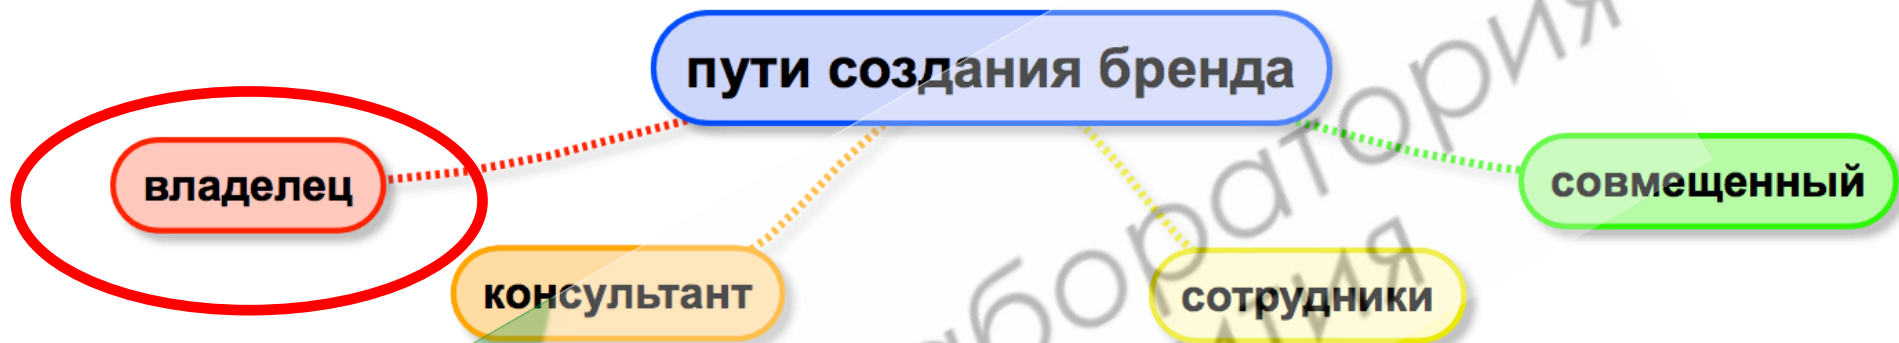 пути создания бренда
владелец
совмещенный
консультант
сотрудники